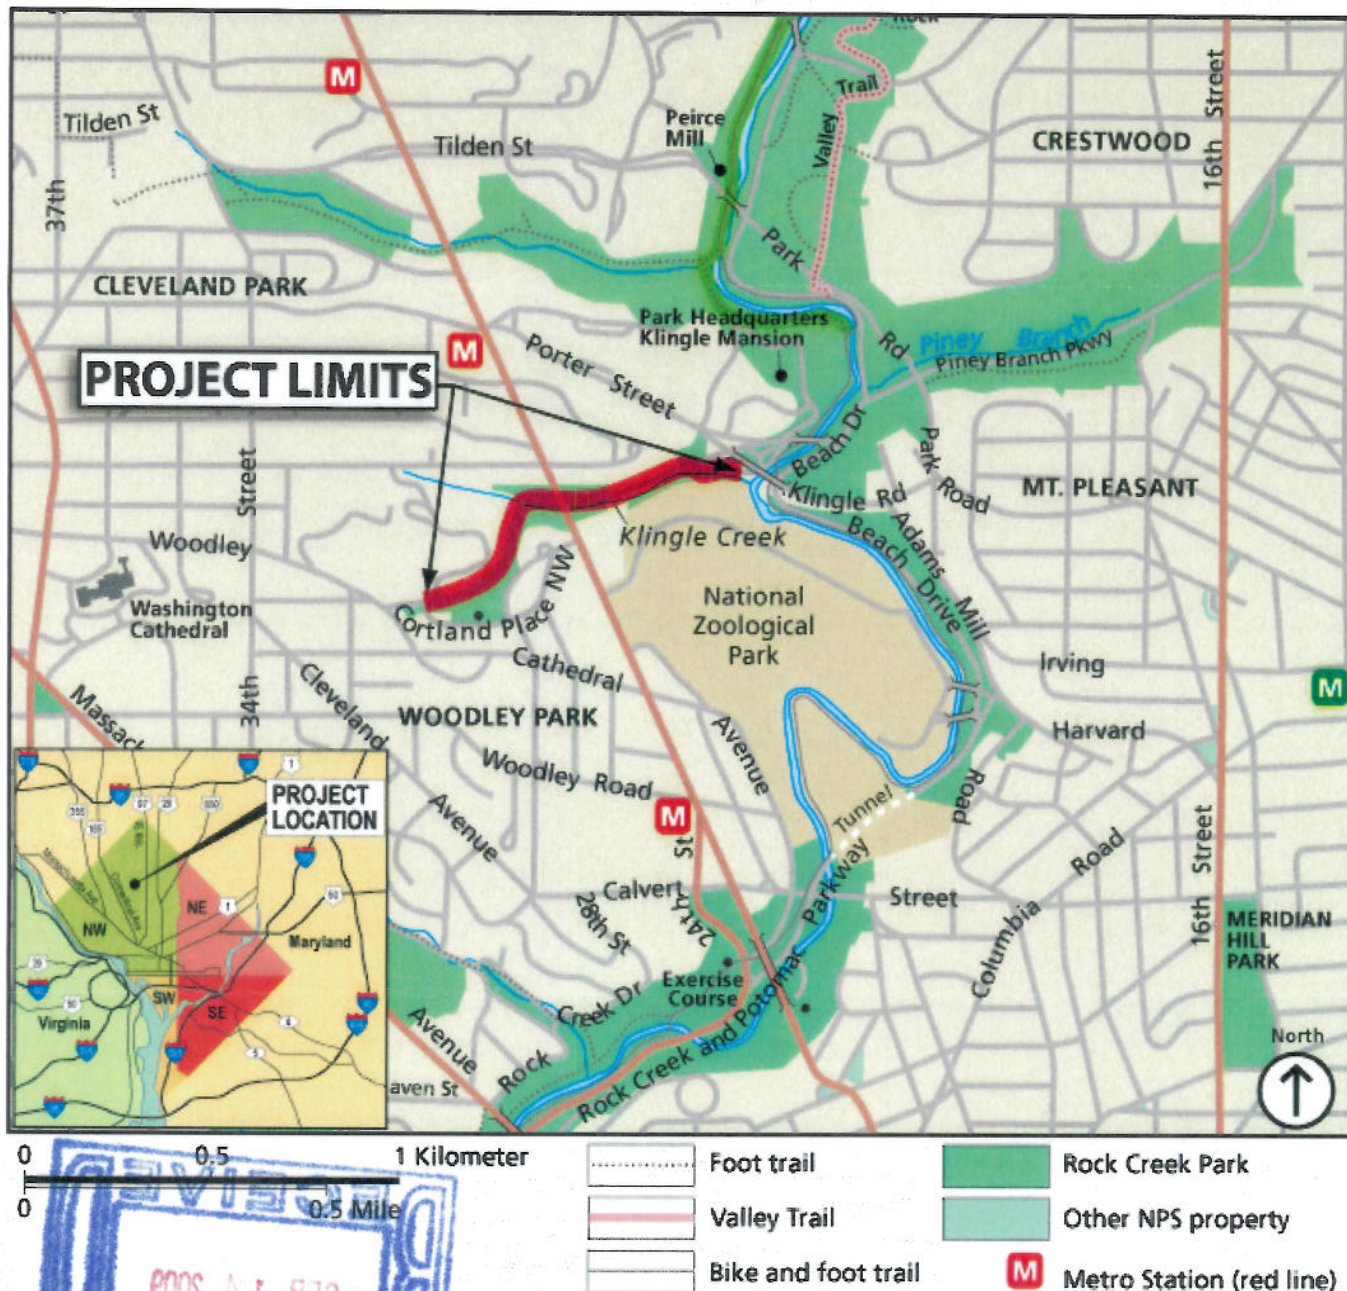 Rock
M
Trail
16th Street
Tilden St
Peirce
Mill
Tilden St
Valley
CRESTWOOD
37th
Park
CLEVELAND PARK
Park Headquarters
Klingle Mansion
Rd
Piney Branch
Piney Branch Pkwy
M
Porter Street
PROJECT LIMITS
Beach Dr
Park Road
Street
Klingle Rd
MT. PLEASANT
Woodley
Klingle Creek
Adams
Beach Drive
Mill
Washington
Cathedral
Cortland Place NW
National
Zoological
Park
Irving
Cathedral
M
34th
Cleveland
WOODLEY PARK
Massach
Avenue
Harvard
Woodley Road
Road
PROJECT
LOCATION
Avenue
M
Tunnel
St
Road
16th Street
Calvert
Street
28th St
24th
Columbia
MERIDIAN
HILL
PARK
NE
NW
Maryland
Exercise
Course
SW
SE
Virginia
Creek Dr
Rock
Avenue
Rock Creek and Potomac Parkway
aven St
North
0 0.5 1 Kilometer
0 0.5 Mile
RECEIVED
Foot trail
Rock Creek Park
Valley Trail
Other NPS property
Bike and foot trail
M Metro Station (red line)